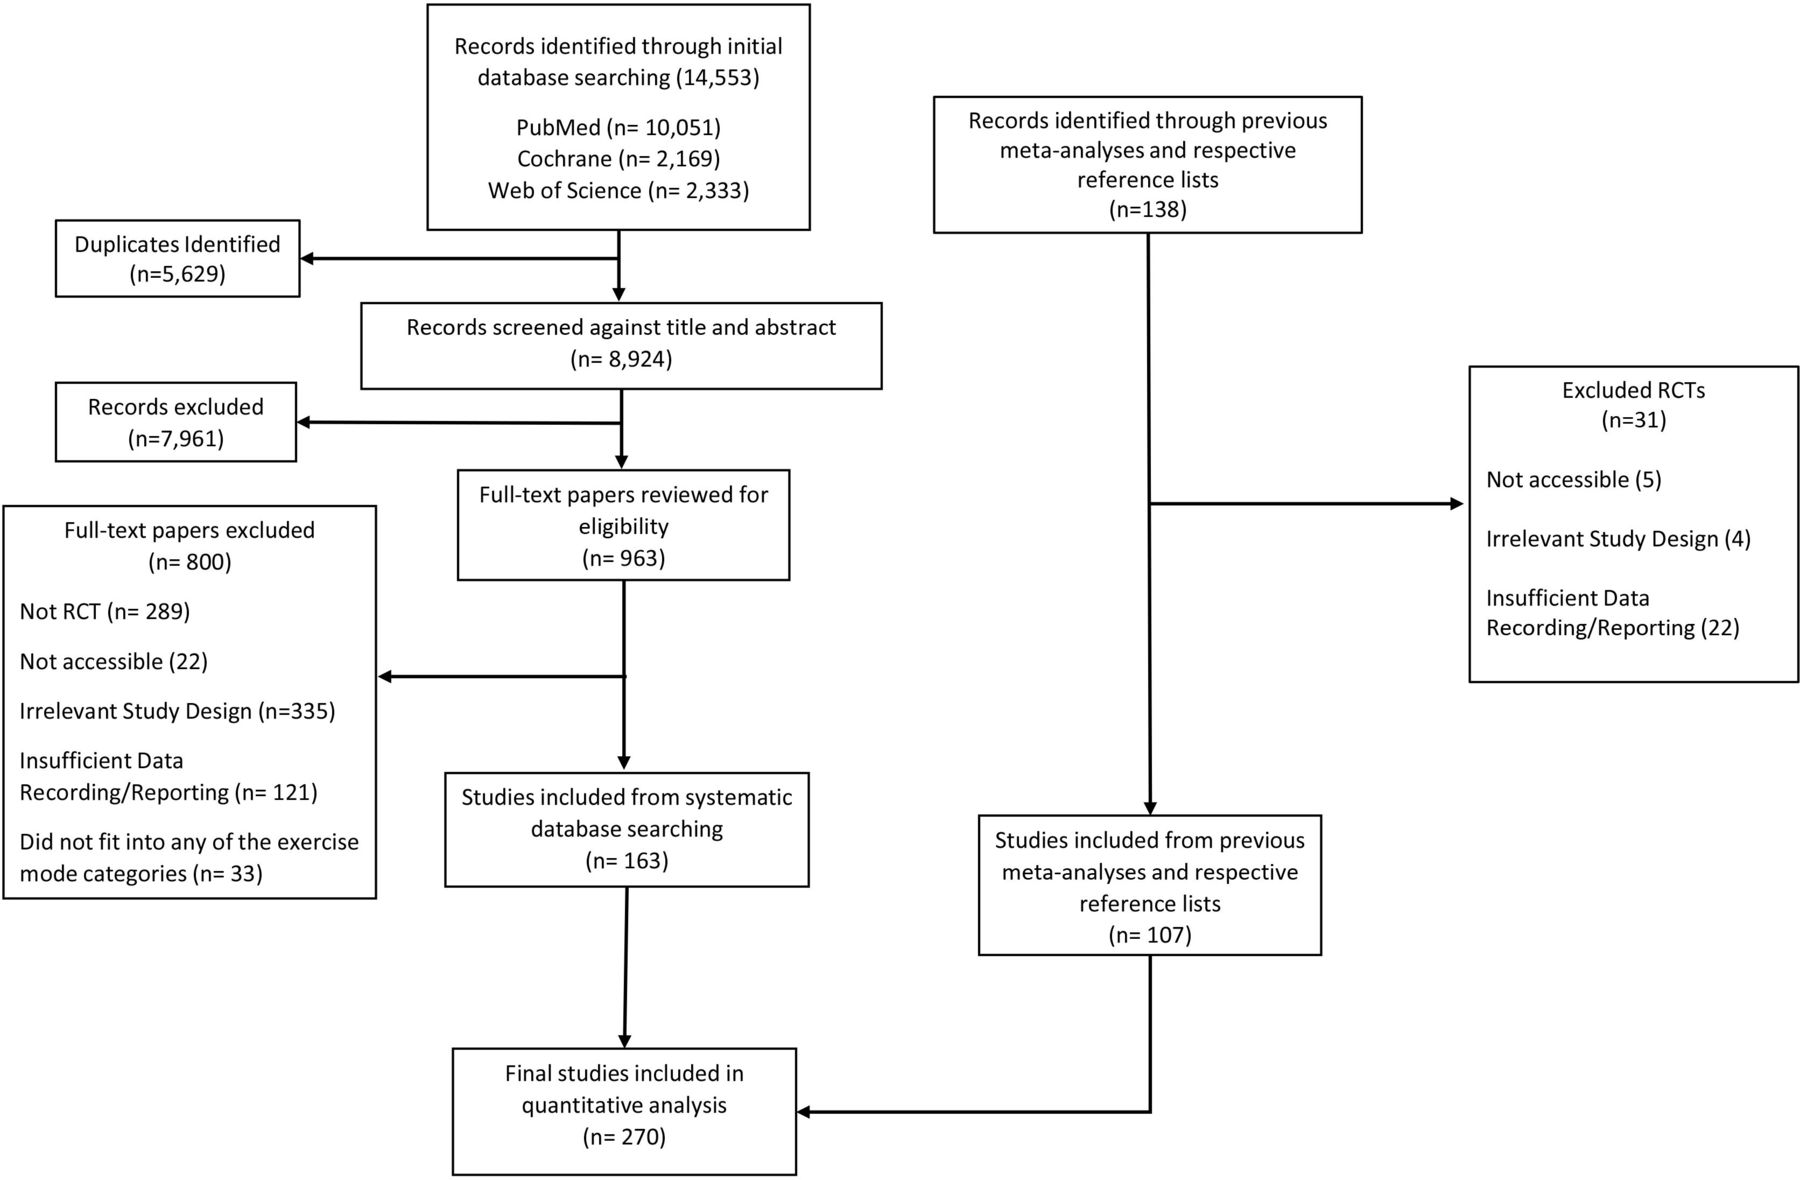 Records identified through initial
database searching (14,553)
PubMed (n= 10,051)
Cochrane (n= 2,169)
Web of Science (n= 2,333)
Records identified through previous
meta-analyses and respective
reference lists
(n=138)
Duplicates Identified
(n=5,629)
Records screened against title and abstract
(n= 8,924)
Records excluded
(n=7,961)
Excluded RCTs
(n=31)
Not accessible (5)
Irrelevant Study Design (4)
Insufficient Data
Recording/Reporting (22)
Full-text papers reviewed for
eligibility
(n= 963)
Full-text papers excluded
(n= 800)
Not RCT (n= 289)
Not accessible (22)
Irrelevant Study Design (n=335)
Insufficient Data
Recording/Reporting (n= 121)
Did not fit into any of the exercise
mode categories (n= 33)
Studies included from systematic
database searching
(n= 163)
Studies included from previous
meta-analyses and respective
reference lists
(n= 107)
Final studies included in
quantitative analysis
(n= 270)